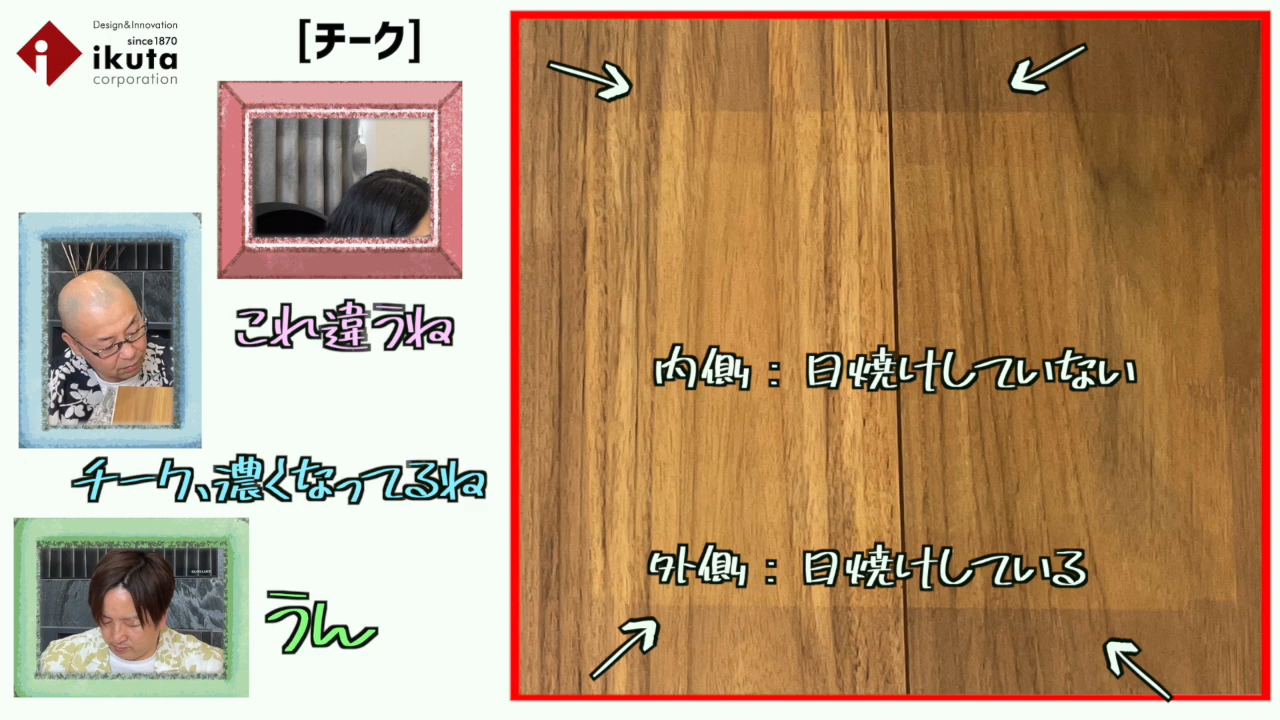 Design&Innovation
since1870
ikuta
corporation
[チーク]
これ違うね
チーク、濃くなってるね
うん
内側：日焼けしていない
外側：日焼けしている